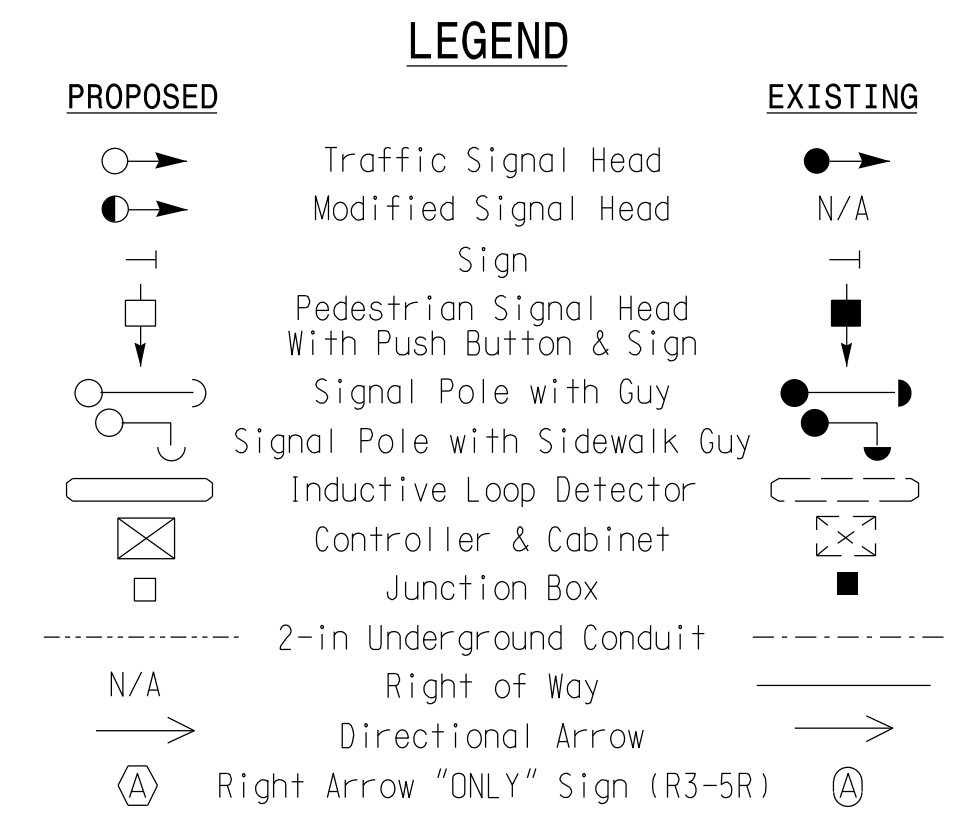 LEGEND
PROPOSED EXISTING
Traffic Signal Head
Modified Signal Head N/A
Sign
Pedestrian Signal Head
With Push Button & Sign
Signal Pole with Guy
Signal Pole with Sidewalk Guy
Inductive Loop Detector
Controller & Cabinet
Junction Box
2-in Underground Conduit
N/A Right of Way
Directional Arrow
A Right Arrow "ONLY" Sign (R3-5R) A